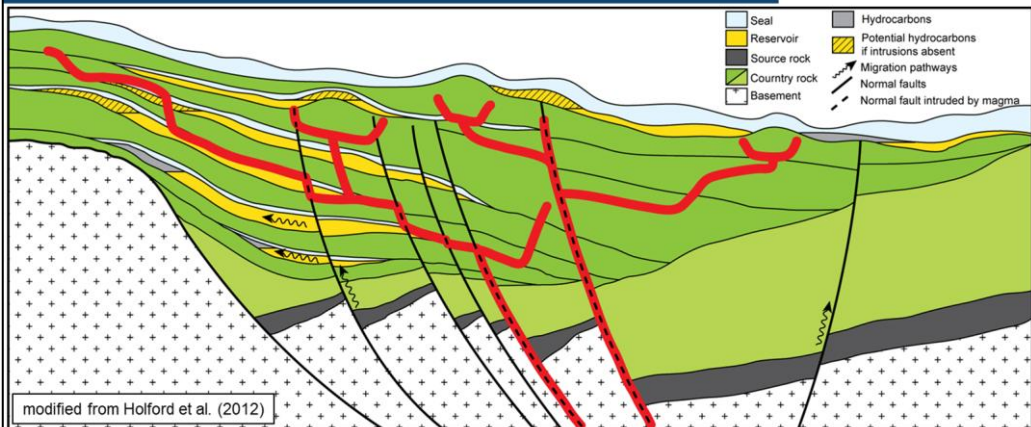 Seal
Reservoir
Source rock
Country rock
Basement
Hydrocarbons
Potential hydrocarbons
if intrusions absent
Migration pathways
Normal faults
Normal fault intruded by magma
modified from Holford et al. (2012)